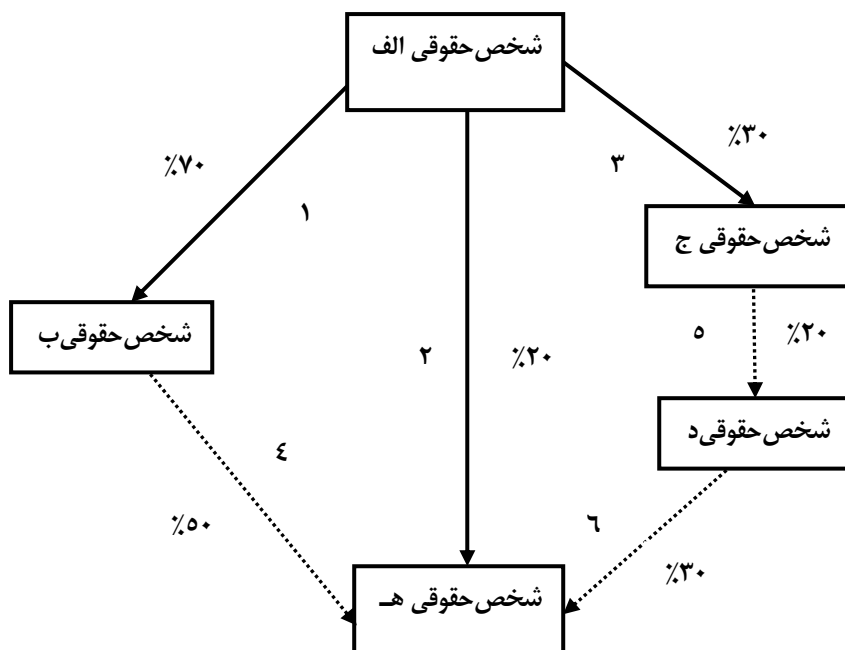 شخص حقوقی الف
٪۳۰
٪۷۰
۳
۱
شخص حقوقی ج
شخص حقوقی ب
۵
٪۲۰
۲
٪۲۰
شخص حقوقی د
٤
٪۵۰
٦
٪۳۰
شخص حقوقی هـ